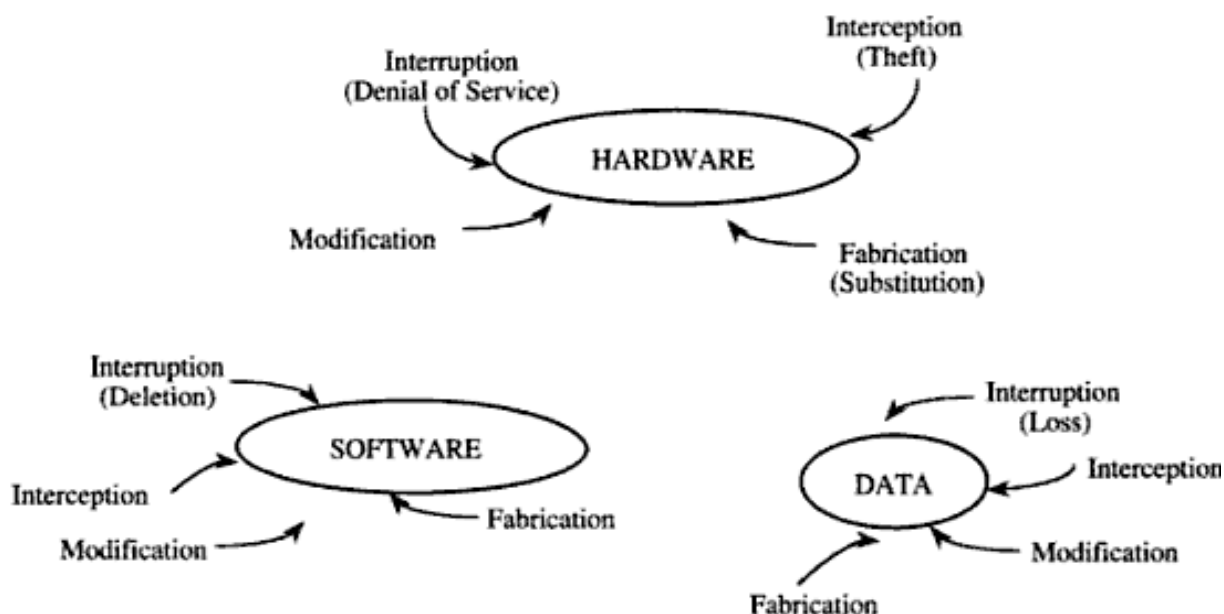 Interception
(Theft)
Interruption
(Denial of Service)
HARDWARE
Modification
Fabrication
(Substitution)
Interruption
(Deletion)
SOFTWARE
Interception
Modification
Fabrication
Interruption
(Loss)
Interception
DATA
Modification
Fabrication